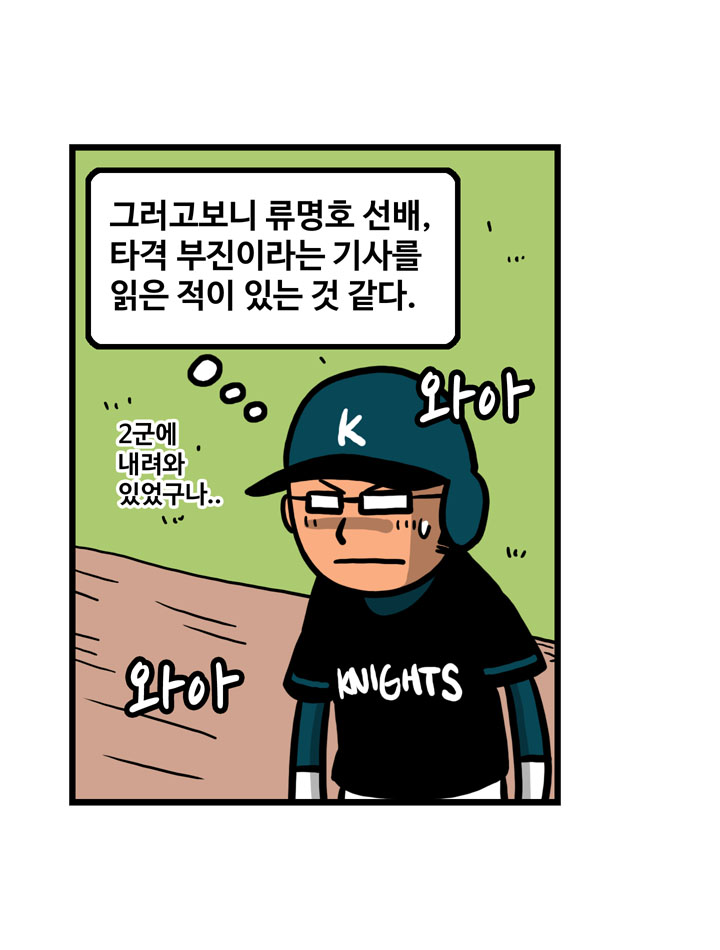 그러고보니 류명호 선배,
타격 부진이라는 기사를
읽은 적이 있는 것 같다.
와아
K
2군에
내려와
있었구나..
KNIGHTS
와아